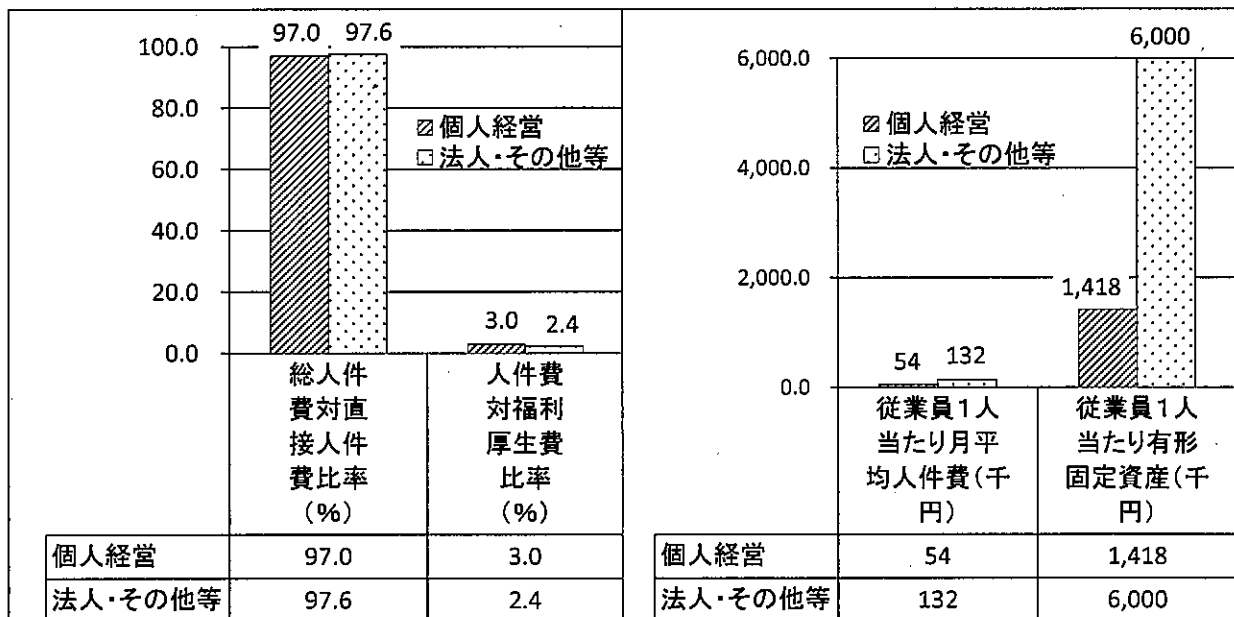 97.0 97.6
100.0
80.0
60.0
40.0
20.0
0.0
個人経営
法人・その他等
3.0 2.4
総人件
費対直
接人件
費比率
(%)
人件費
対福利
厚生費
比率
(%)
個人経営 97.0 3.0
法人・その他等 97.6 2.4
6,000
6,000.0
4,000.0
2,000.0
0.0
個人経営
法人・その他等
1,418
54 132
従業員1人
当たり月平
均人件費(千
円)
従業員1人
当たり有形
固定資産(千
円)
個人経営 54 1,418
法人・その他等 132 6,000